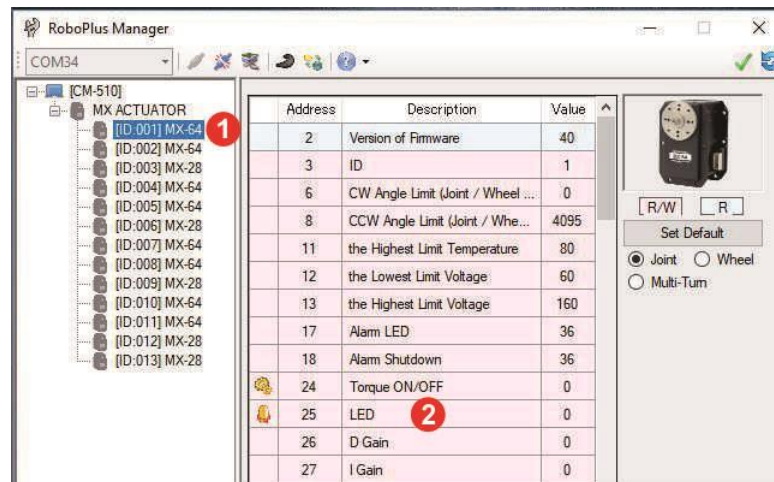 RoboPlus Manager
COM34
[CM-510]
MX ACTUATOR
[ID:001] MX-64
[ID:002] MX-64
[ID:003] MX-28
[ID:004] MX-64
[ID:005] MX-64
[ID:006] MX-28
[ID:007] MX-64
[ID:008] MX-64
[ID:009] MX-28
[ID:010] MX-64
[ID:011] MX-64
[ID:012] MX-28
[ID:013] MX-28
1
Address Description Value
2 Version of Firmware 40
3 ID 1
6 CW Angle Limit (Joint / Wheel ... 0
8 CCW Angle Limit (Joint / Whe... 4095
11 the Highest Limit Temperature 80
12 the Lowest Limit Voltage 60
13 the Highest Limit Voltage 160
17 Alarm LED 36
18 Alarm Shutdown 36
24 Torque ON/OFF 0
25 LED 2 0
26 D Gain 0
27 I Gain 0
R/W R
Set Default
Joint Wheel
Multi-Turn